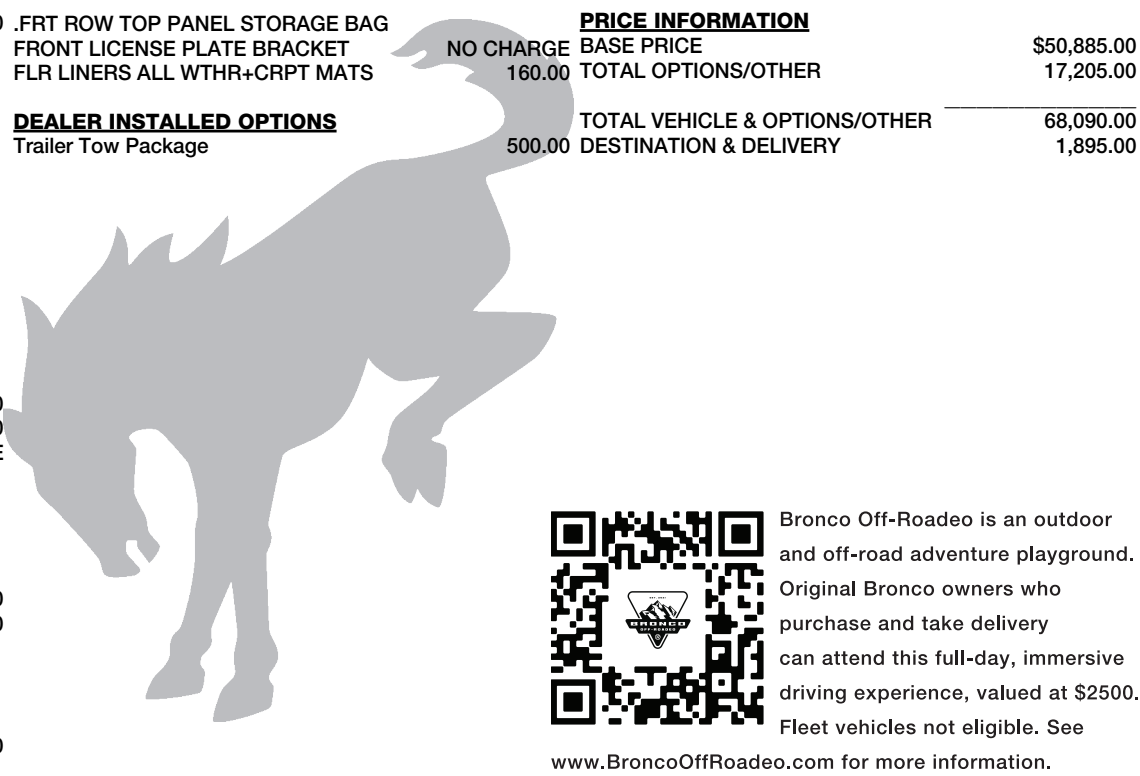 .FRT ROW TOP PANEL STORAGE BAG
FRONT LICENSE PLATE BRACKET NO CHARGE
FLR LINERS ALL WTHR+CRPT MATS 160.00
DEALER INSTALLED OPTIONS
Trailer Tow Package 500.00
PRICE INFORMATION
BASE PRICE $50,885.00
TOTAL OPTIONS/OTHER 17,205.00
TOTAL VEHICLE & OPTIONS/OTHER 68,090.00
DESTINATION & DELIVERY 1,895.00
BRONCO
OFF-ROADEO
Bronco Off-Roadeo is an outdoor
and off-road adventure playground.
Original Bronco owners who
purchase and take delivery
can attend this full-day, immersive
driving experience, valued at $2500.
Fleet vehicles not eligible. See
www.BroncoOffRoadeo.com for more information.